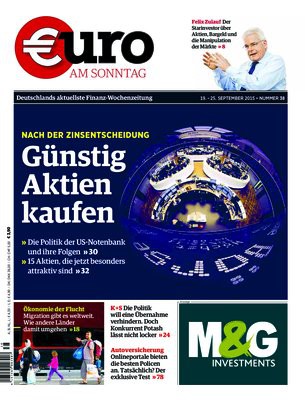 €uro
AM SONNTAG
Felix Zulauf Der
Starinvestor über
Aktien, Bargeld und
die Manipulation
der Märkte » 8
Deutschlands aktuellste Finanz-Wochenzeitung
19. – 25. SEPTEMBER 2015 • NUMMER 38
NACH DER ZINSENTSCHEIDUNG
Günstig
Aktien
kaufen
» Die Politik der US-Notenbank
und ihre Folgen » 30
» 15 Aktien, die jetzt besonders
attraktiv sind » 32
Ökonomie der Flucht
Migration gibt es weltweit.
Wie andere Länder
damit umgehen » 18
K+S Die Politik
will eine Übernahme
verhindern. Doch
Konkurrent Potash
lässt nicht locker » 24
Autoversicherung
Onlineportale bieten
die besten Policen
an. Tatsächlich? Der
exklusive Test » 78
M&G
INVESTMENTS